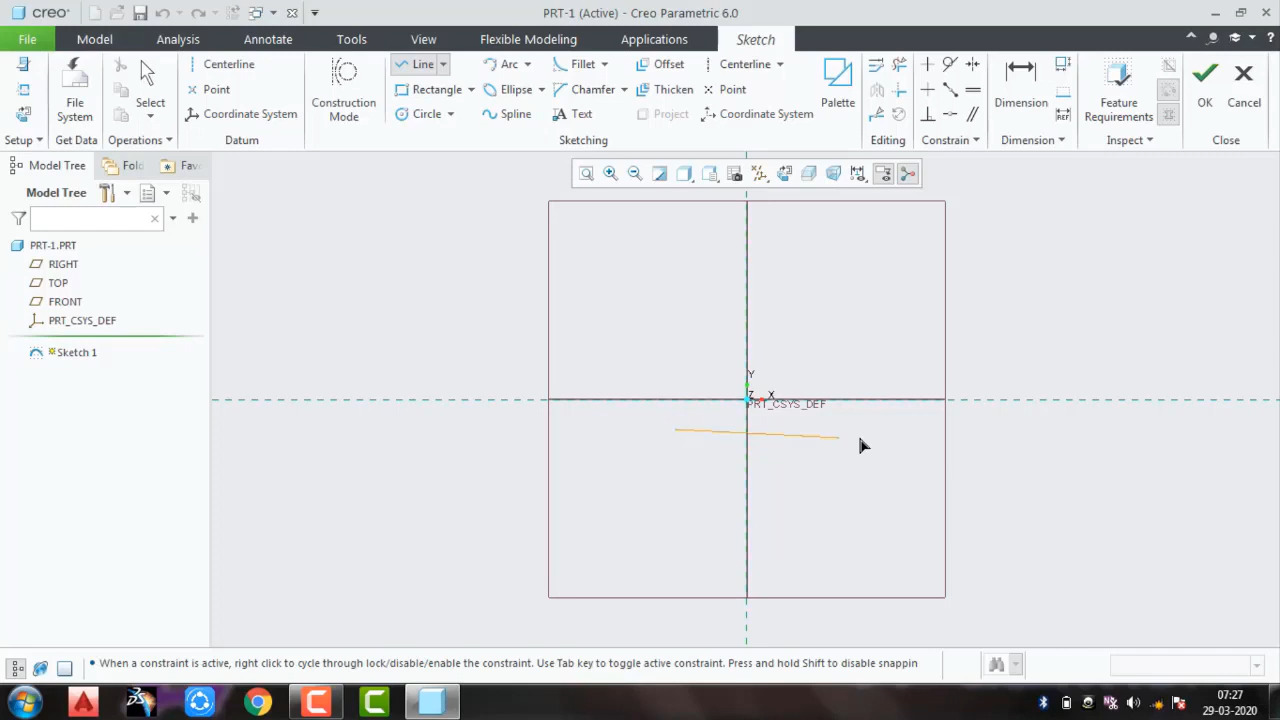 creo
PRT-1 (Active) - Creo Parametric 6.0
File
Model
Analysis
Annotate
Tools
View
Flexible Modeling
Applications
Sketch
Setup
File
System
Get Data
Select
Operations
Centerline
Point
Coordinate System
Datum
Construction
Mode
Line
Arc
Fillet
Offset
Centerline
Rectangle
Ellipse
Chamfer
Thicken
Point
Circle
Spline
Text
Project
Coordinate System
Palette
Sketching
Editing
Constrain
Dimension
Dimension
Feature
Requirements
Inspect
OK
Cancel
Close
Model Tree
Fold
Fav
Model Tree
PRT-1.PRT
RIGHT
TOP
FRONT
PRT_CSYS_DEF
Sketch 1
Y
Z
X
PRT_CSYS_DEF
• When a constraint is active, right click to cycle through lock/disable/enable the constraint. Use Tab key to toggle active constraint. Press and hold Shift to disable snappin
07:27
29-03-2020